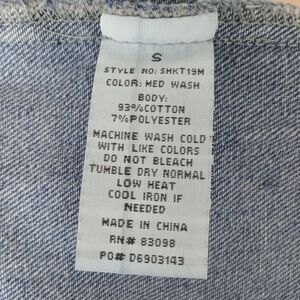 S
STYLE NO: SHKT19M
COLOR: MED WASH
BODY:
93%COTTON
7%POLYESTER
MACHINE WASH COLD
WITH LIKE COLORS
DO NOT BLEACH
TUMBLE DRY NORMAL
LOW HEAT
COOL IRON IF
NEEDED
MADE IN CHINA
RN# 83098
PO# D6903143